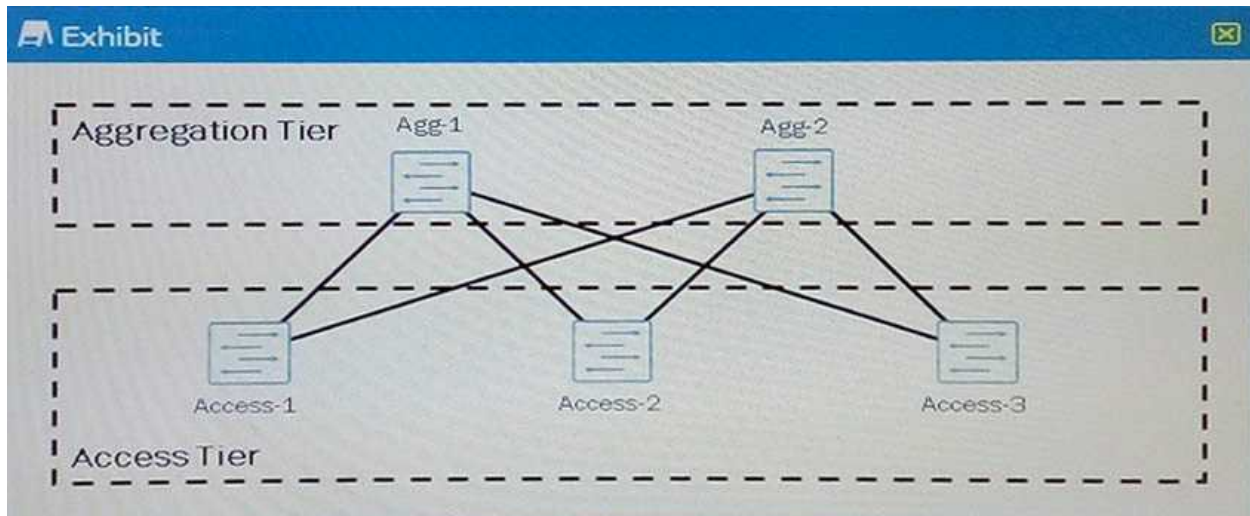 Exhibit
Aggregation Tier
Agg-1
Agg-2
Access-1
Access-2
Access-3
Access Tier